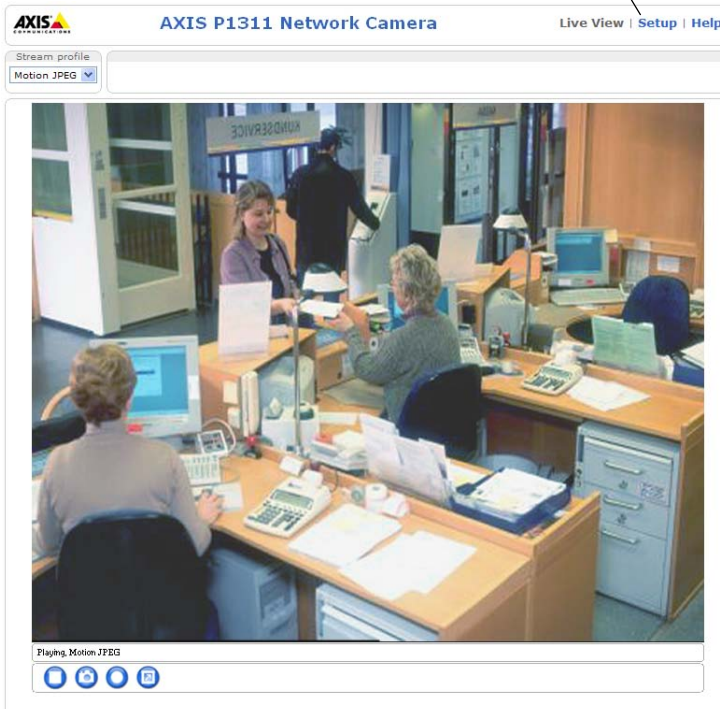 AXIS
COMMUNICATIONS
AXIS P1311 Network Camera
Live View | Setup | Help
Stream profile
Motion JPEG
KUNDSERVICE
Playing, Motion JPEG